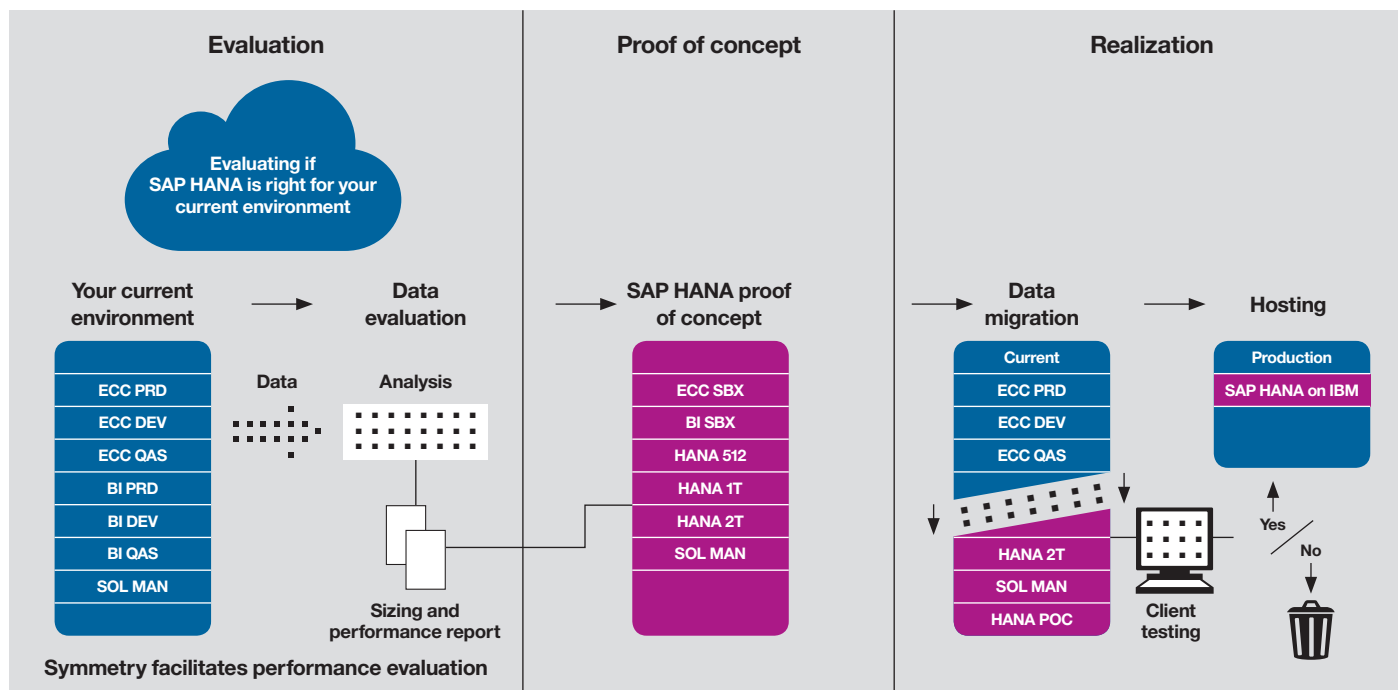 Evaluation
Evaluating if
SAP HANA is right for your
current environment
Your current
environment
ECC PRD
ECC DEV
ECC QAS
BI PRD
BI DEV
BI QAS
SOL MAN
Data
Data
evaluation
Analysis
Sizing and
performance report
Symmetry facilitates performance evaluation
Proof of concept
SAP HANA proof
of concept
ECC SBX
BI SBX
HANA 512
HANA 1T
HANA 2T
SOL MAN
Realization
Data
migration
Current
ECC PRD
ECC DEV
ECC QAS
HANA 2T
SOL MAN
HANA POC
Client
testing
Hosting
Production
SAP HANA on IBM
Yes
No